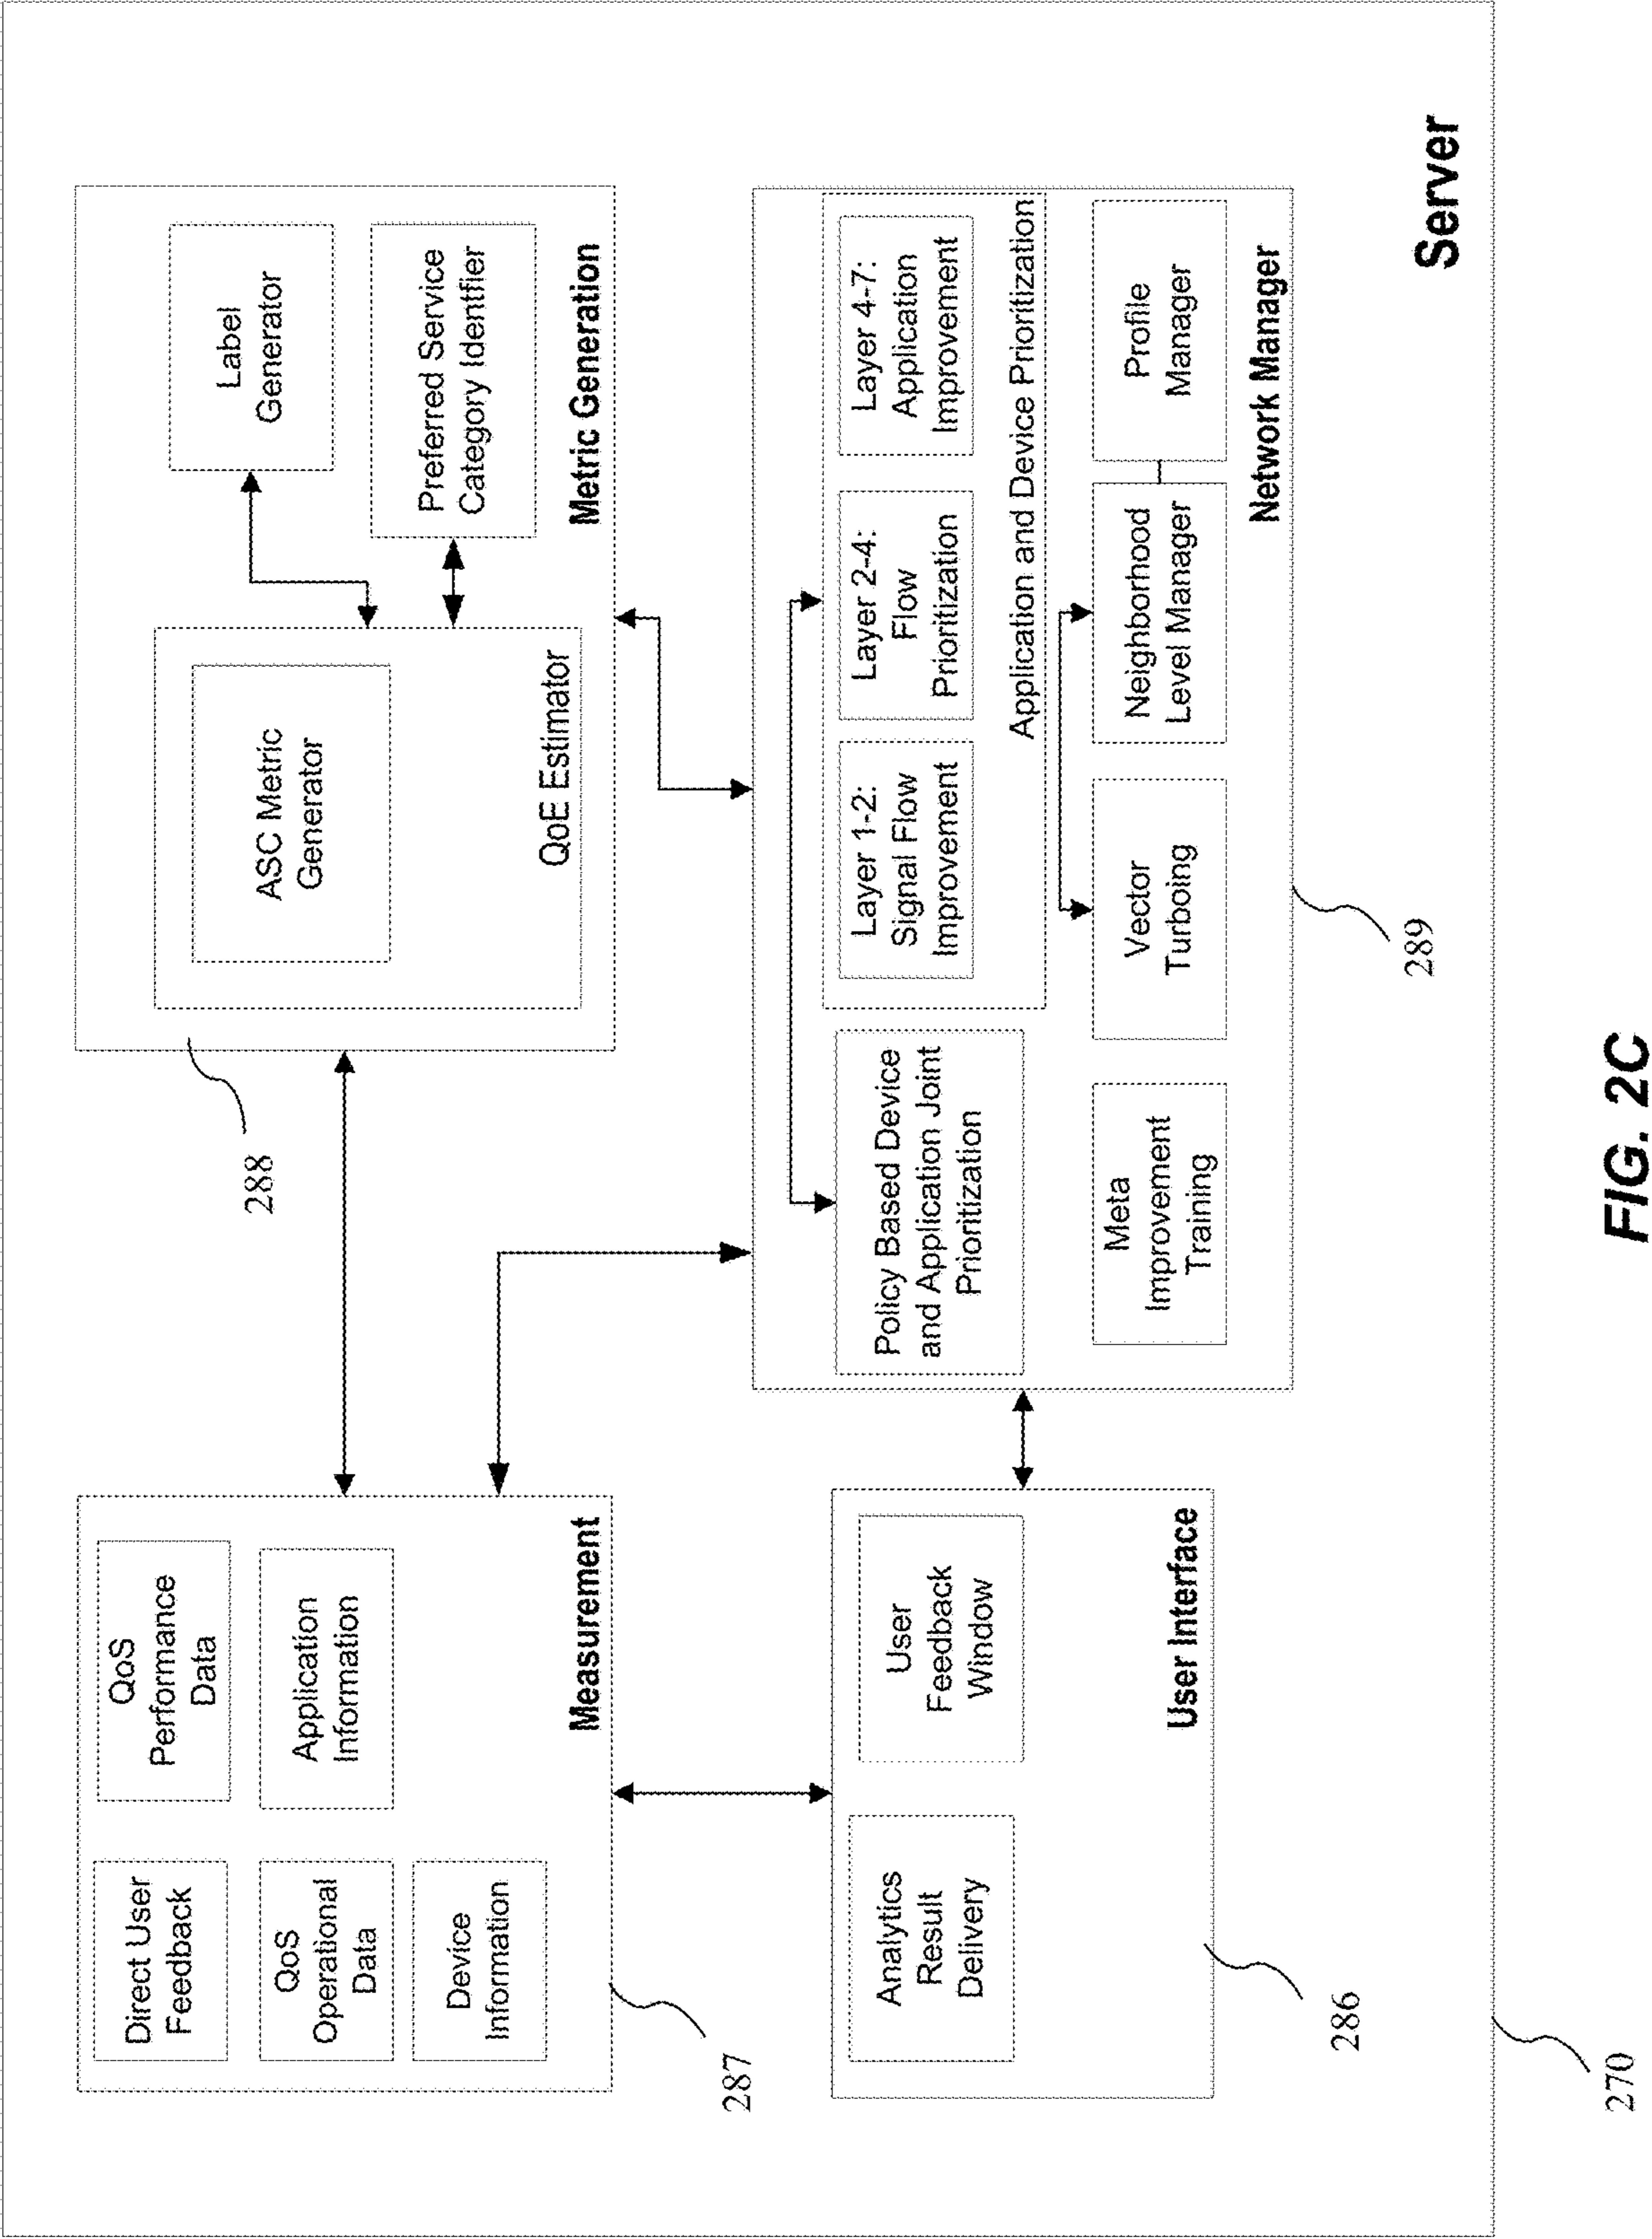 Direct User
Feedback
QoS
Performance
Data
QoS
Operational
Data
Application
Information
Device
Information
Measurement
287
ASC Metric
Generator
QoE Estimator
Label
Generator
Preferred Service
Category Identifier
Metric Generation
288
Analytics
Result
Delivery
User
Feedback
Window
User Interface
286
Policy Based Device
and Application Joint
Prioritization
Layer 1-2:
Signal Flow
Improvement
Layer 2-4:
Flow
Prioritization
Layer 4-7:
Application
Improvement
Application and Device Prioritization
Meta
Improvement
Training
Vector
Turboing
Neighborhood
Level Manager
Profile
Manager
Network Manager
289
Server
270
FIG. 2C